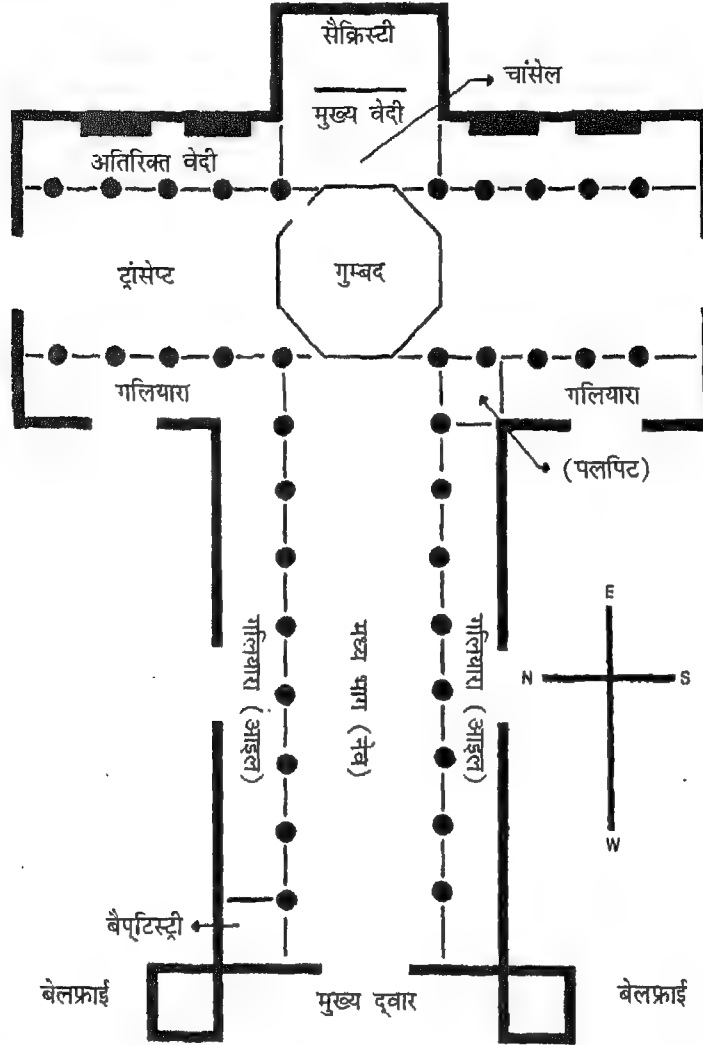 सैक्रिस्टी
चांसेल
मुख्य वेदी
अतिरिक्त वेदी
ट्रांसेप्ट
गुम्बद
गलियारा
गलियारा
(पलपिट)
E
N
S
W
गलियारा (आइल)
मध्य भाग (नेव)
गलियारा (आइल)
बैप्टिस्ट्री
बेलफ्राई
मुख्य द्वार
बेलफ्राई